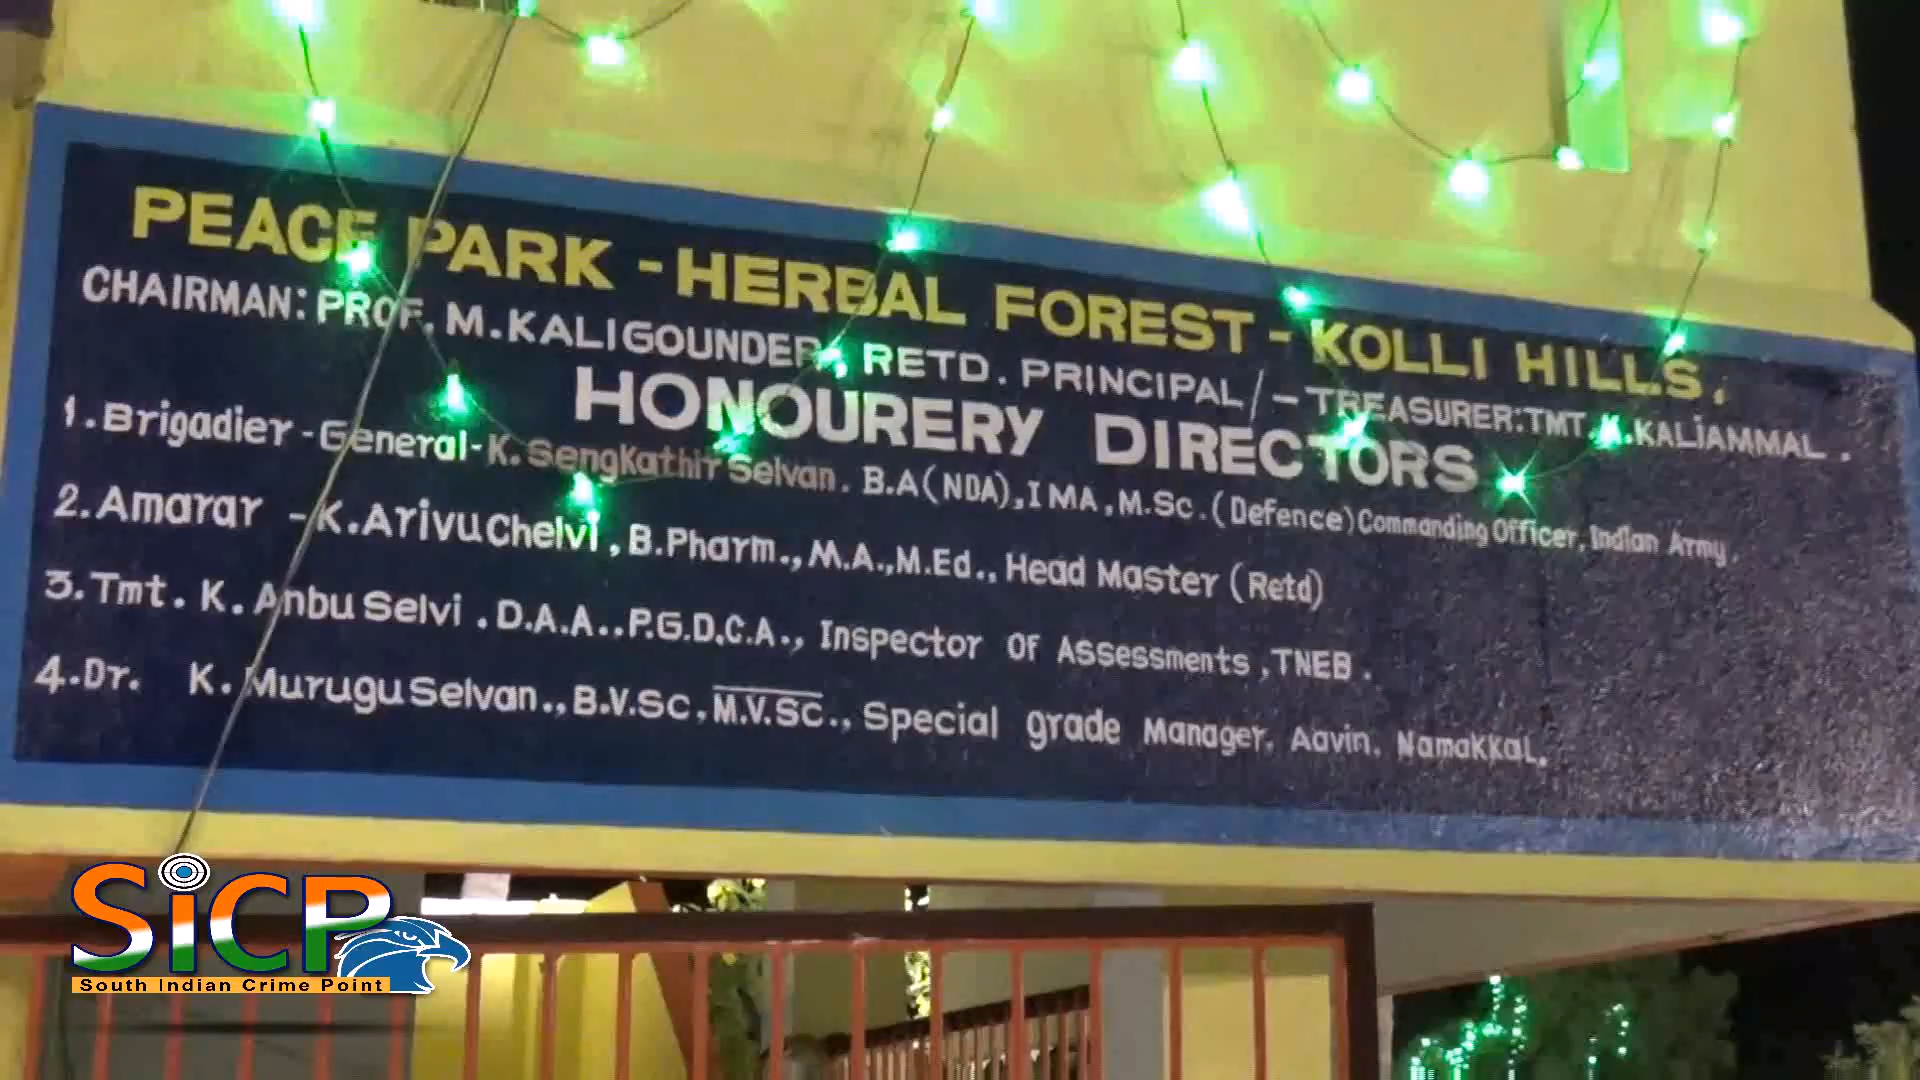 PEACE PARK - HERBAL FOREST - KOLLI HILLS.
CHAIRMAN: PROF. M.KALIGOUNDER, RETD. PRINCIPAL/- TREASURER:TMT. K.KALIAMMAL.
HONOURERY DIRECTORS
1.Brigadier-General-K.SengKathir Selvan. B.A(NDA),IMA,M.Sc.(Defence)Commanding Officer, Indian Army.
2.Amarar - K.ArivuChelvi, B.Pharm., M.A.,M.Ed., Head Master (Retd)
3.Tmt. K. Anbu Selvi. D.A.A..P.G.D.C.A., Inspector Of Assessments, TNEB.
4.Dr. K. Murugu Selvan., B.V.Sc, M.V.Sc., Special grade Manager. Aavin. Namakkal.
SiCP
South Indian Crime Point